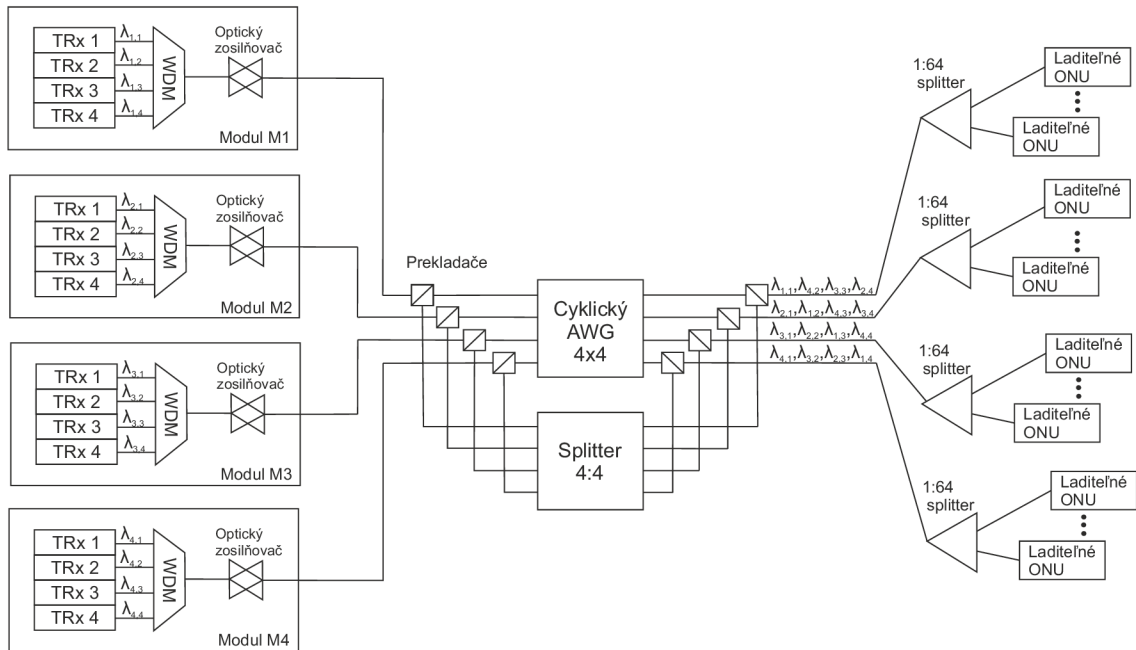 TRx 1
λ1,1
TRx 2
λ1,2
TRx 3
λ1,3
TRx 4
λ1,4
WDM
Optický
zosilňovač
Modul M1
TRx 1
λ2,1
TRx 2
λ2,2
TRx 3
λ2,3
TRx 4
λ2,4
WDM
Optický
zosilňovač
Modul M2
TRx 1
λ3,1
TRx 2
λ3,2
TRx 3
λ3,3
TRx 4
λ3,4
WDM
Optický
zosilňovač
Modul M3
TRx 1
λ4,1
TRx 2
λ4,2
TRx 3
λ4,3
TRx 4
λ4,4
WDM
Optický
zosilňovač
Modul M4
Prekladače
Cyklický
AWG
4x4
Splitter
4:4
λ1,1,λ4,2,λ3,3,λ2,4
λ2,1,λ1,2,λ4,3,λ3,4
λ3,1,λ2,2,λ1,3,λ4,4
λ4,1,λ3,2,λ2,3,λ1,4
1:64
splitter
Laditeľné
ONU
Laditeľné
ONU
1:64
splitter
Laditeľné
ONU
Laditeľné
ONU
1:64
splitter
Laditeľné
ONU
Laditeľné
ONU
1:64
splitter
Laditeľné
ONU
Laditeľné
ONU